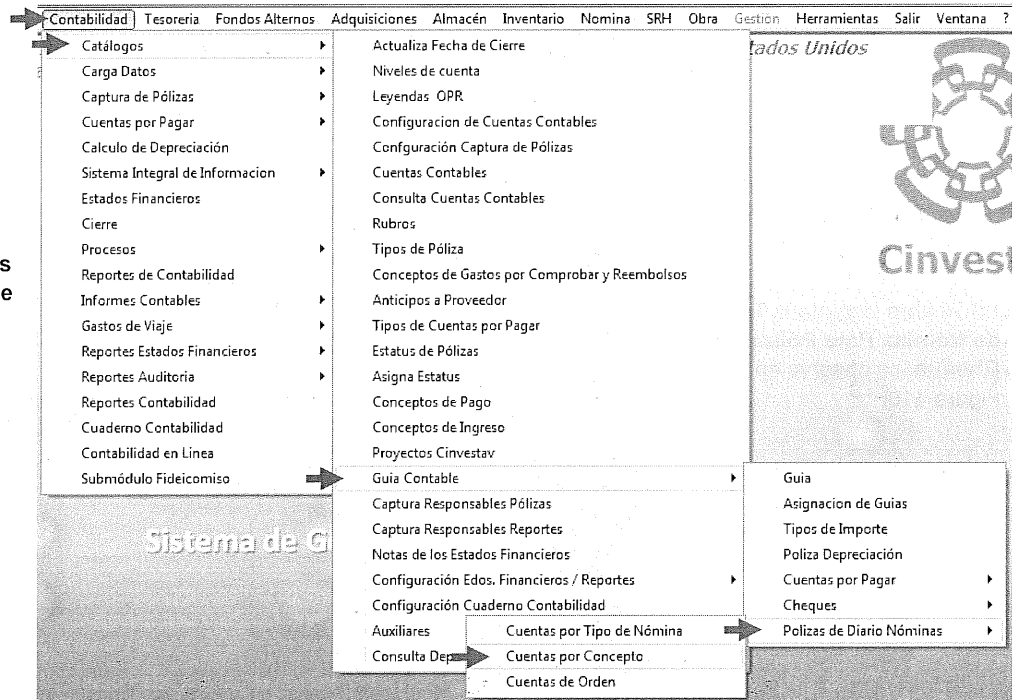 Contabilidad Tesoreria Fondos Alternos Adquisiciones Almacén Inventario Nomina SRH Obra Gestión Herramientas Salir Ventana ?
Catálogos
Carga Datos
Captura de Pólizas
Cuentas por Pagar
Calculo de Depreciación
Sistema Integral de Informacion
Estados Financieros
Cierre
Procesos
Reportes de Contabilidad
Informes Contables
Gastos de Viaje
Reportes Estados Financieros
Reportes Auditoria
Reportes Contabilidad
Cuaderno Contabilidad
Contabilidad en Linea
Submódulo Fideicomiso
Actualiza Fecha de Cierre
Niveles de cuenta
Leyendas OPR
Configuracion de Cuentas Contables
Confguración Captura de Pólizas
Cuentas Contables
Consulta Cuentas Contables
Rubros
Tipos de Póliza
Conceptos de Gastos por Comprobar y Reembolsos
Anticipos a Proveedor
Tipos de Cuentas por Pagar
Estatus de Pólizas
Asigna Estatus
Conceptos de Pago
Conceptos de Ingreso
Proyectos Cinvestav
Guia Contable
Captura Responsables Pólizas
Captura Responsables Reportes
Notas de los Estados Financieros
Configuración Edos. Financieros / Reportes
Configuración Cuaderno Contabilidad
Auxiliares
Consulta Dep
Guia
Asignacion de Guias
Tipos de Importe
Poliza Depreciación
Cuentas por Pagar
Cheques
Polizas de Diario Nóminas
Cuentas por Tipo de Nómina
Cuentas por Concepto
Cuentas de Orden
tados Unidos
Cinvest
Sistema de G
s
e